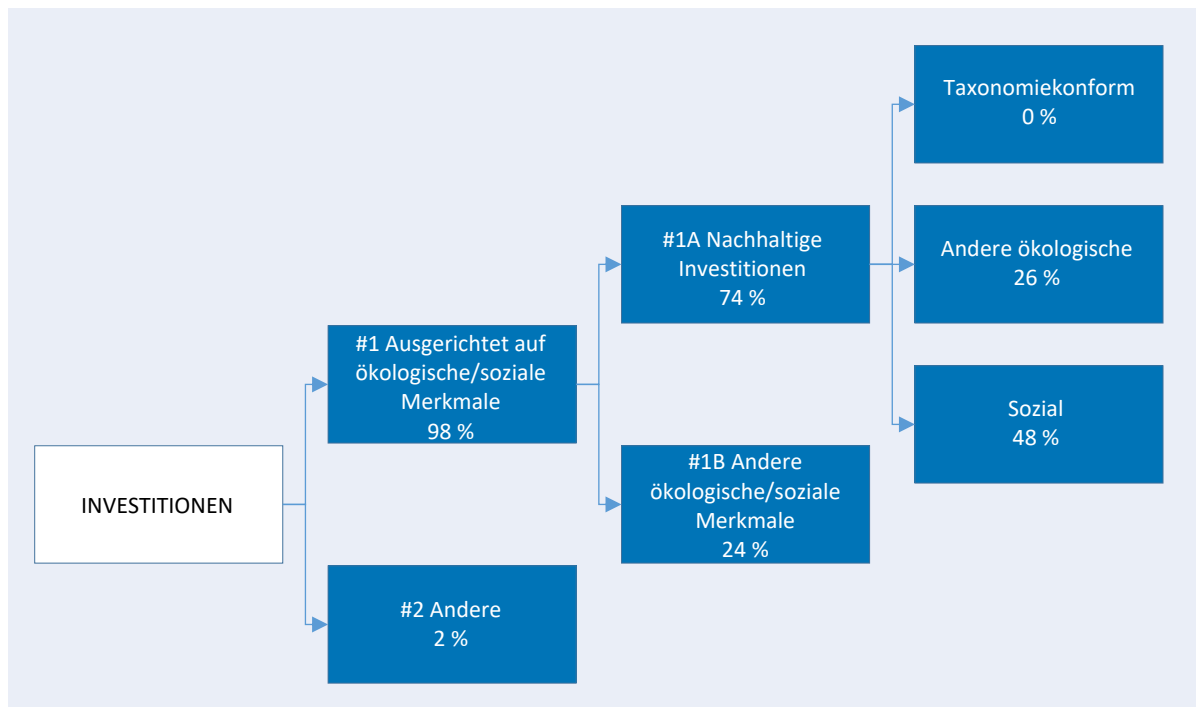 Taxonomiekonform
0 %
#1A Nachhaltige
Investitionen
74 %
Andere ökologische
26 %
#1 Ausgerichtet auf
ökologische/soziale
Merkmale
98 %
Sozial
48 %
INVESTITIONEN
#1B Andere
ökologische/soziale
Merkmale
24 %
#2 Andere
2 %